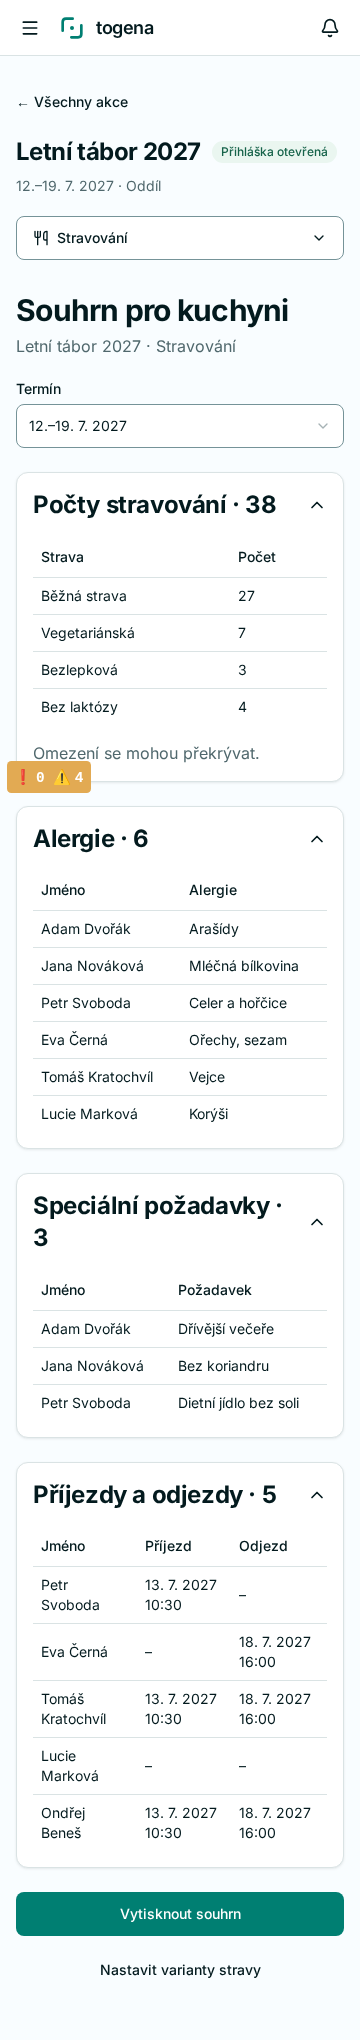 togena
← Všechny akce
Letní tábor 2027 Přihláška otevřená
12.–19. 7. 2027 · Oddíl
Stravování
Souhrn pro kuchyni
Letní tábor 2027 · Stravování
Termín
12.–19. 7. 2027
Počty stravování · 38
Strava Počet
Běžná strava 27
Vegetariánská 7
Bezlepková 3
Bez laktózy 4
Omezení se mohou překrývat.
❗ 0 ⚠️ 4
Alergie · 6
Jméno Alergie
Adam Dvořák Arašídy
Jana Nováková Mléčná bílkovina
Petr Svoboda Celer a hořčice
Eva Černá Ořechy, sezam
Tomáš Kratochvíl Vejce
Lucie Marková Korýši
Speciální požadavky ·
3
Jméno Požadavek
Adam Dvořák Dřívější večeře
Jana Nováková Bez koriandru
Petr Svoboda Dietní jídlo bez soli
Příjezdy a odjezdy · 5
Jméno Příjezd Odjezd
Petr 13. 7. 2027 –
Svoboda 10:30
Eva Černá – 18. 7. 2027
16:00
Tomáš 13. 7. 2027 18. 7. 2027
Kratochvíl 10:30 16:00
Lucie – –
Marková
Ondřej 13. 7. 2027 18. 7. 2027
Beneš 10:30 16:00
Vytisknout souhrn
Nastavit varianty stravy